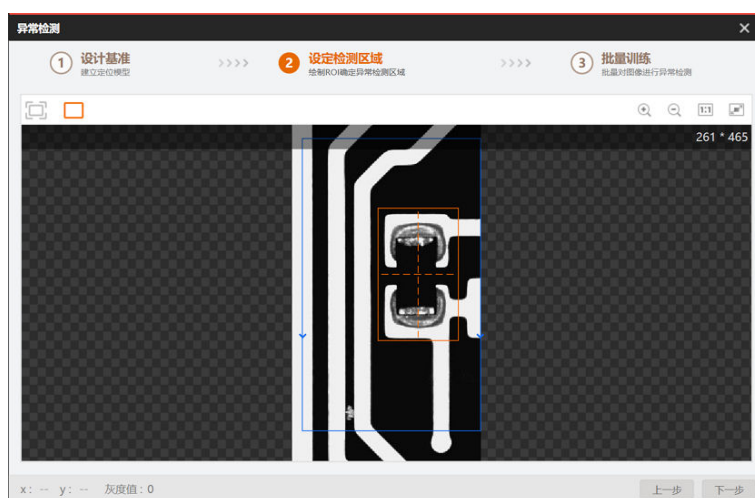 异常检测
1 设计基准
建立定位模型
>>>>
2 设定检测区域
绘制ROI确定异常检测区域
>>>>
3 批量训练
批量对图像进行异常检测
1:1
261 * 465
x: -- y: -- 灰度值: 0
上一步 下一步